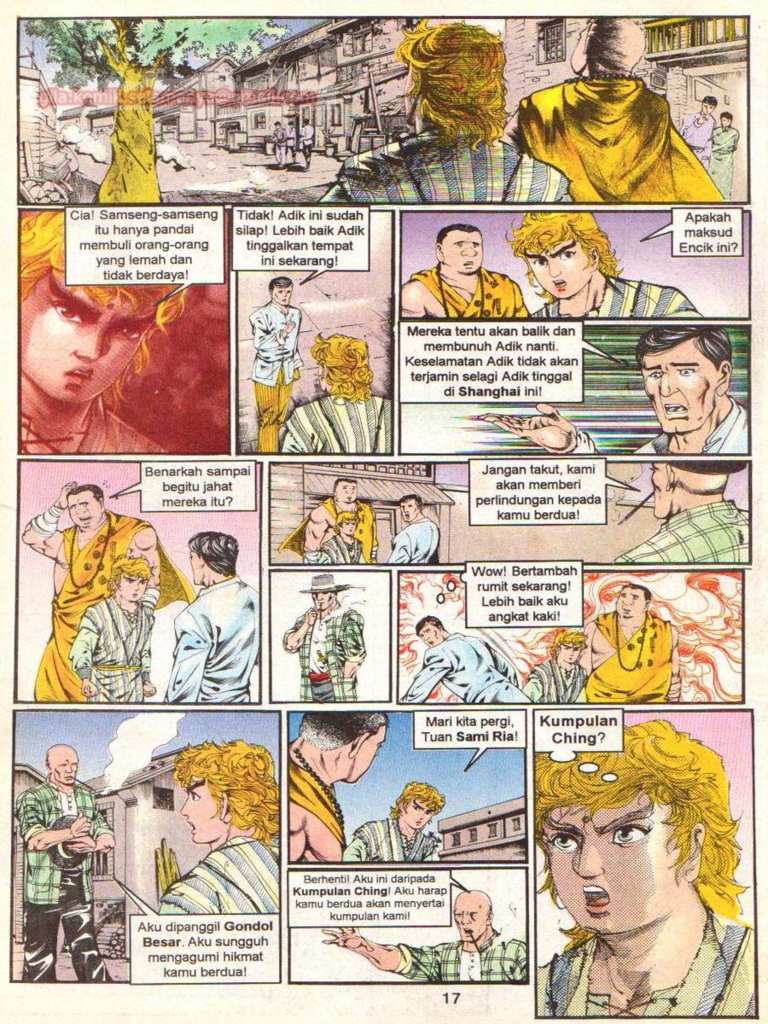 Cia! Samseng-samseng
itu hanya pandai
membuli orang-orang
yang lemah dan
tidak berdaya!
Tidak! Adik ini sudah
silap! Lebih baik Adik
tinggalkan tempat
ini sekarang!
Apakah
maksud
Encik ini?
Mereka tentu akan balik dan
membunuh Adik nanti.
Keselamatan Adik tidak akan
terjamin selagi Adik tinggal
di Shanghai ini!
Benarkah sampai
begitu jahat
mereka itu?
Jangan takut, kami
akan memberi
perlindungan kepada
kamu berdua!
Wow! Bertambah
rumit sekarang!
Lebih baik aku
angkat kaki!
Aku dipanggil Gondol
Besar. Aku sungguh
mengagumi hikmat
kamu berdua!
Mari kita pergi,
Tuan Sami Ria!
Berhenti! Aku ini daripada
Kumpulan Ching! Aku harap
kamu berdua akan menyertai
kumpulan kami!
Kumpulan
Ching?
17